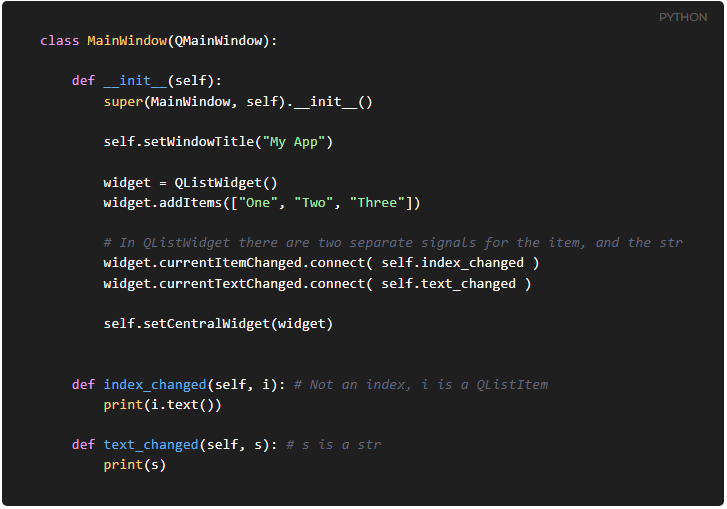 PYTHON
class MainWindow(QMainWindow):
    def __init__(self):
        super(MainWindow, self).__init__()
        self.setWindowTitle("My App")
        widget = QListWidget()
        widget.addItems(["One", "Two", "Three"])
        # In QListWidget there are two separate signals for the item, and the str
        widget.currentItemChanged.connect( self.index_changed )
        widget.currentTextChanged.connect( self.text_changed )
        self.setCentralWidget(widget)
    def index_changed(self, i): # Not an index, i is a QListItem
        print(i.text())
    def text_changed(self, s): # s is a str
        print(s)